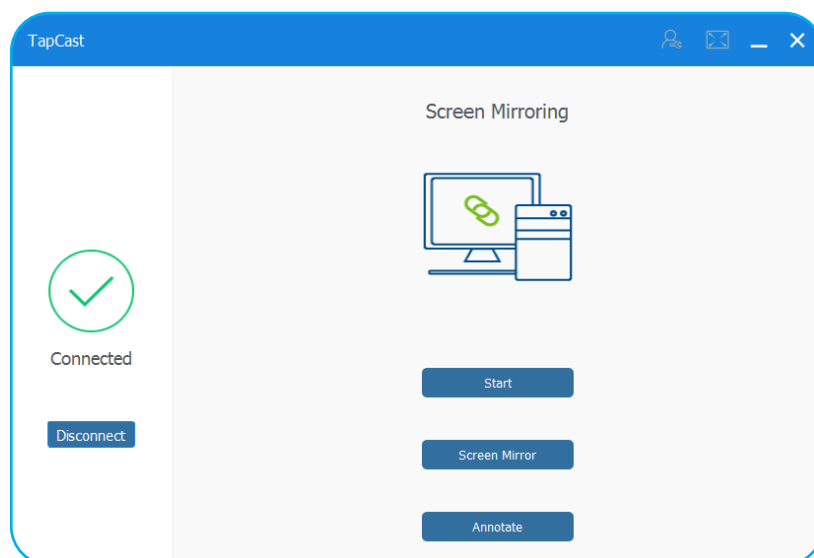 TapCast
Screen Mirroring
Connected
Disconnect
Start
Screen Mirror
Annotate